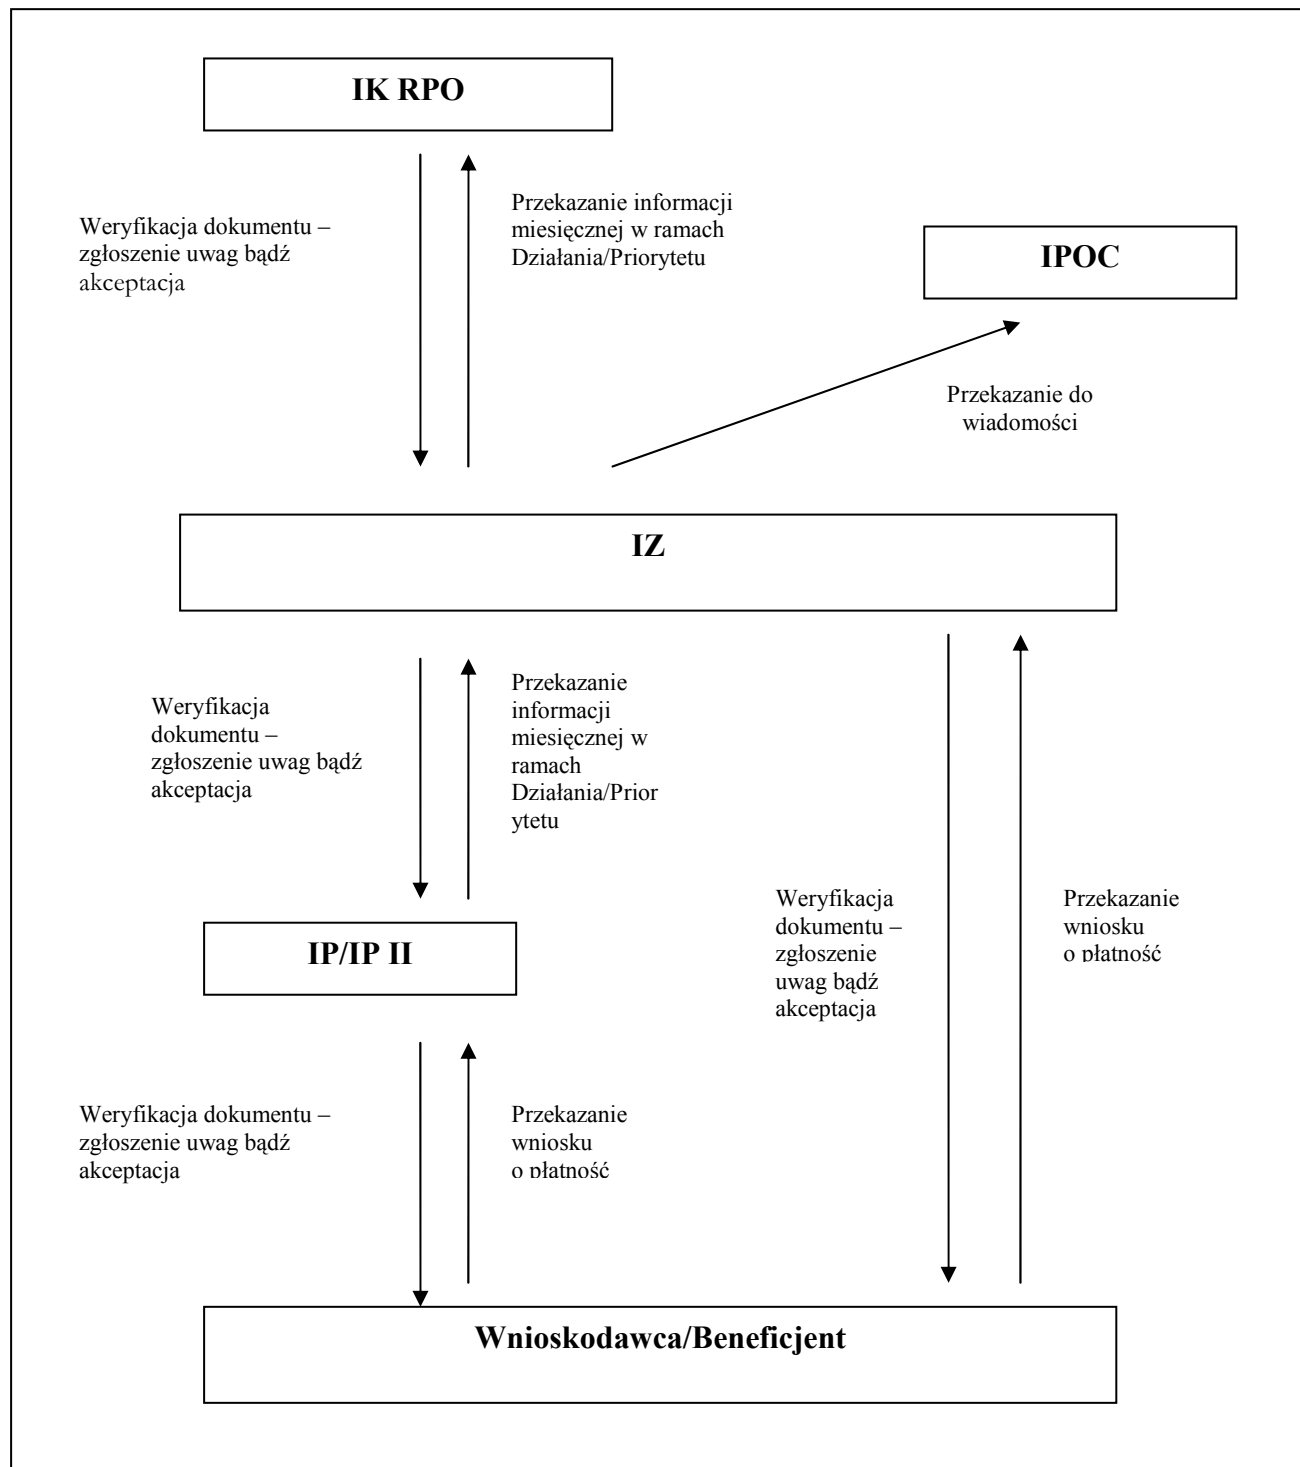 IK RPO
Weryfikacja dokumentu –
zgłoszenie uwag bądź
akceptacja
Przekazanie informacji
miesięcznej w ramach
Działania/Priorytetu
IPOC
Przekazanie do
wiadomości
IZ
Weryfikacja
dokumentu –
zgłoszenie uwag bądź
akceptacja
Przekazanie
informacji
miesięcznej w
ramach
Działania/Prior
ytetu
Weryfikacja
dokumentu –
zgłoszenie
uwag bądź
akceptacja
Przekazanie
wniosku
o płatność
IP/IP II
Weryfikacja dokumentu –
zgłoszenie uwag bądź
akceptacja
Przekazanie
wniosku
o płatność
Wnioskodawca/Beneficjent